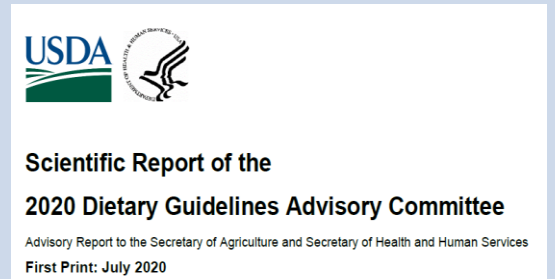 USDA
Scientific Report of the
2020 Dietary Guidelines Advisory Committee
Advisory Report to the Secretary of Agriculture and Secretary of Health and Human Services
First Print: July 2020